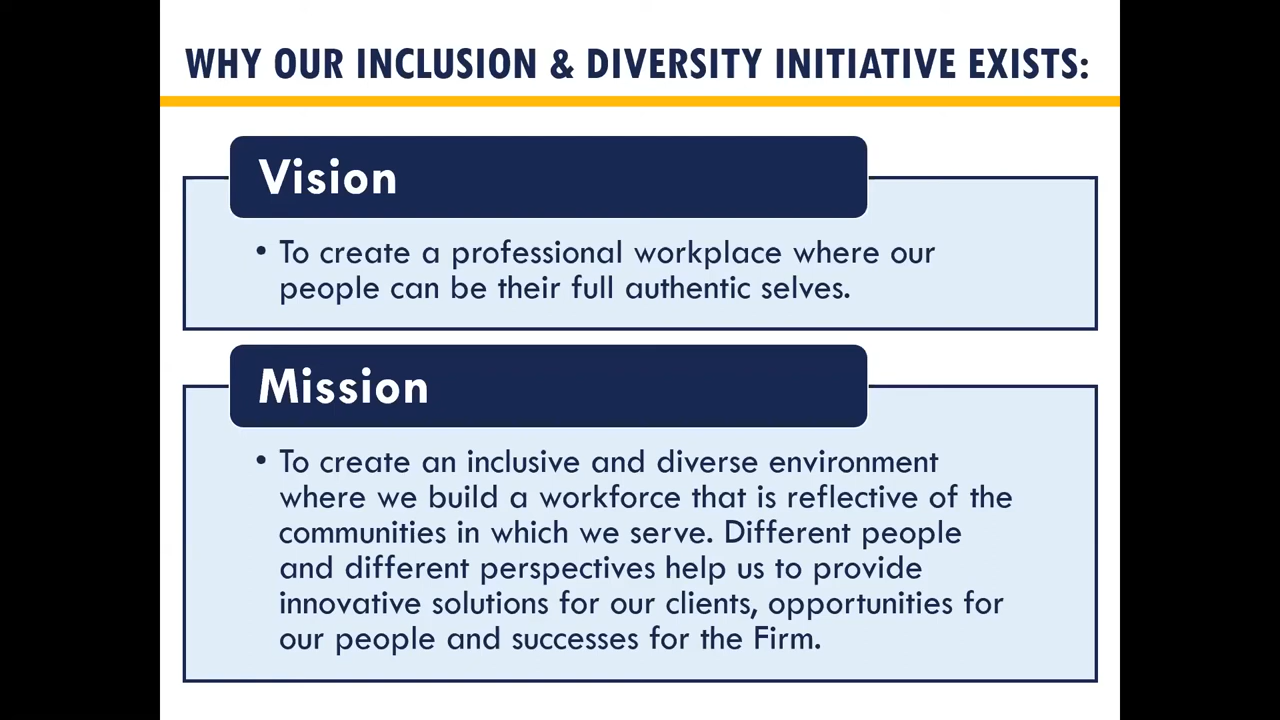 WHY OUR INCLUSION & DIVERSITY INITIATIVE EXISTS:
Vision
• To create a professional workplace where our
people can be their full authentic selves.
Mission
• To create an inclusive and diverse environment
where we build a workforce that is reflective of the
communities in which we serve. Different people
and different perspectives help us to provide
innovative solutions for our clients, opportunities for
our people and successes for the Firm.